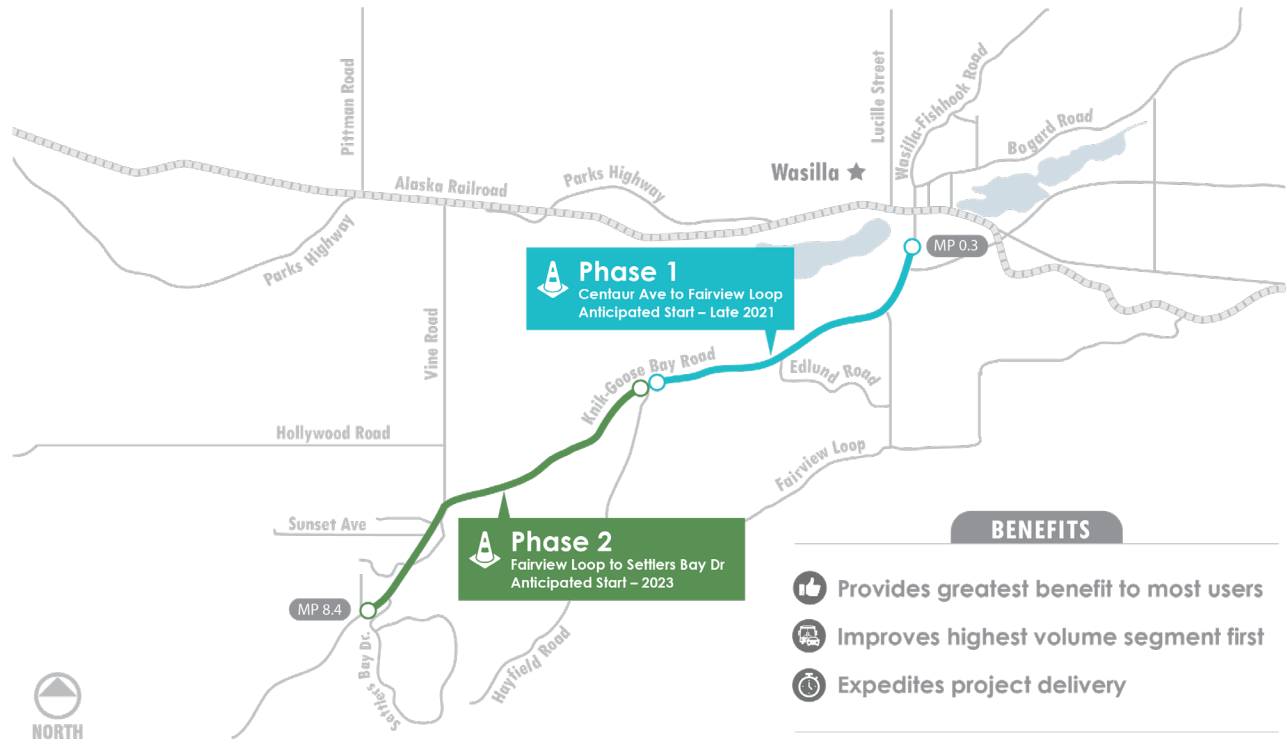 Pittman Road
Lucille Street
Wasilla-Fishhook Road
Bogard Road
Wasilla
Alaska Railroad
Parks Highway
Parks Highway
MP 0.3
Phase 1
Centaur Ave to Fairview Loop
Anticipated Start – Late 2021
Vine Road
Knik-Goose Bay Road
Edlund Road
Hollywood Road
Fairview Loop
Sunset Ave
Phase 2
Fairview Loop to Settlers Bay Dr
Anticipated Start – 2023
MP 8.4
Settlers Bay Dr.
Hayfield Road
NORTH
BENEFITS
Provides greatest benefit to most users
Improves highest volume segment first
Expedites project delivery